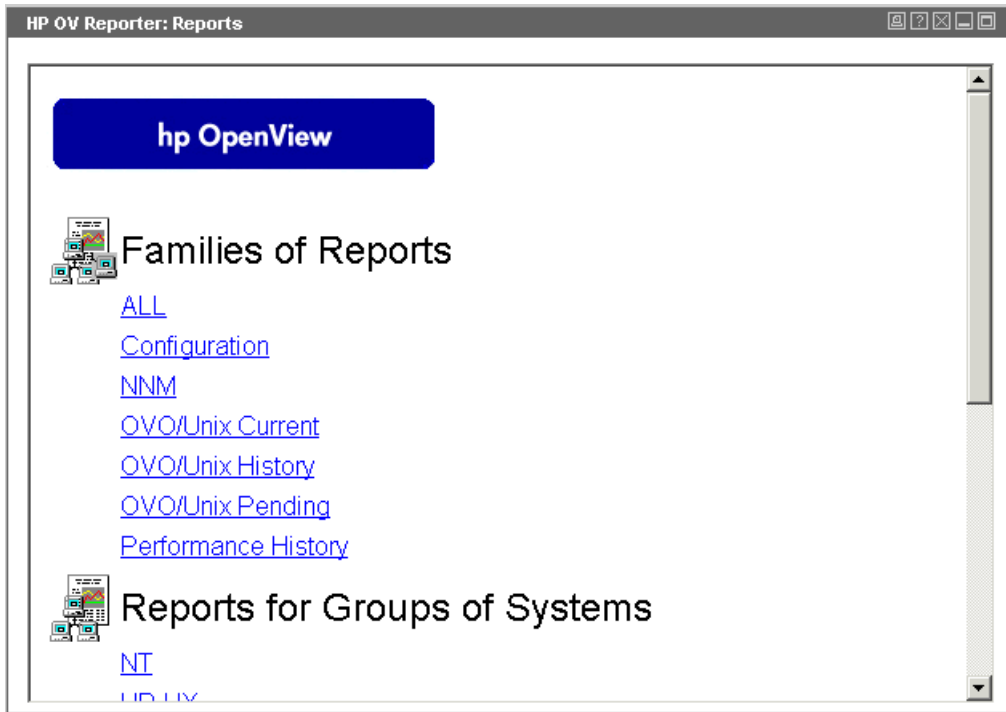 HP OV Reporter: Reports
hp OpenView
Families of Reports
ALL
Configuration
NNM
OVO/Unix Current
OVO/Unix History
OVO/Unix Pending
Performance History
Reports for Groups of Systems
NT